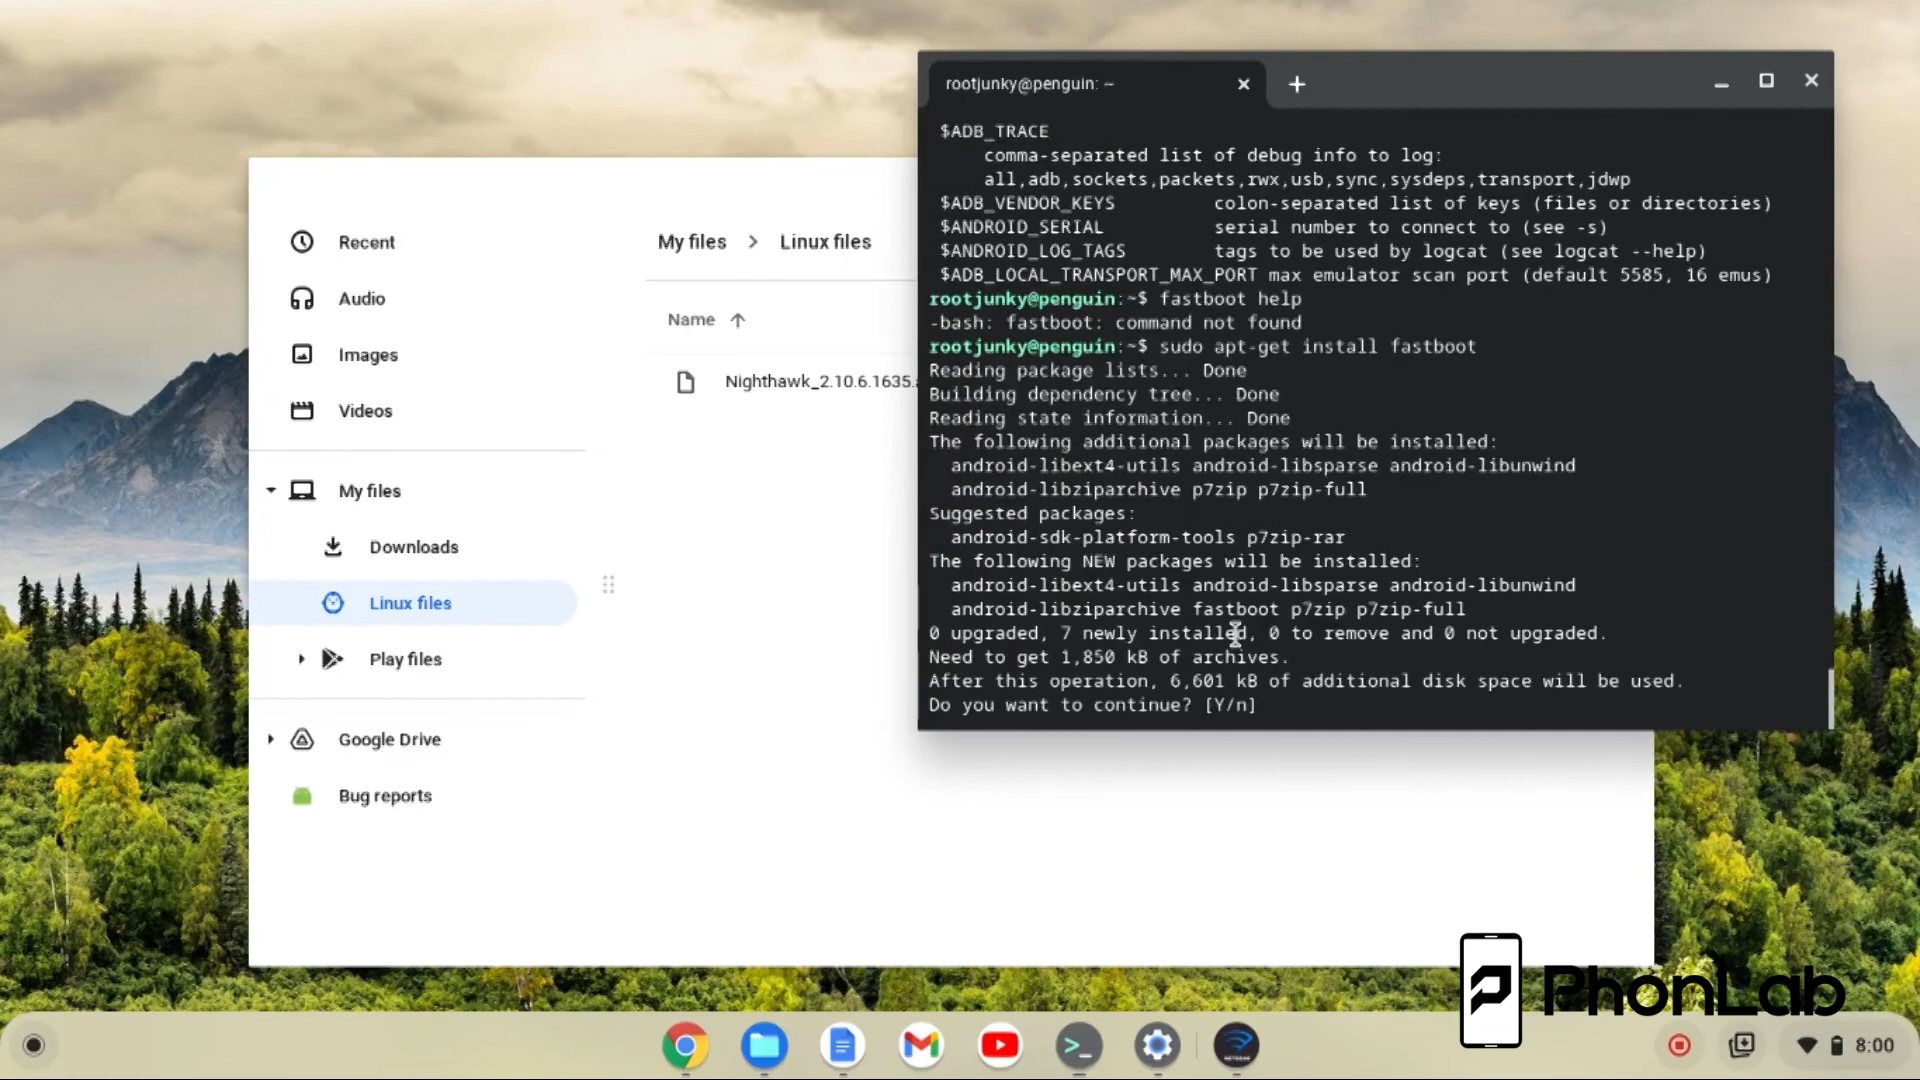 rootjunky@penguin: ~
$ADB_TRACE
comma-separated list of debug info to log:
all,adb,sockets,packets,rwx,usb,sync,sysdeps,transport,jdwp
$ADB_VENDOR_KEYS colon-separated list of keys (files or directories)
$ANDROID_SERIAL serial number to connect to (see -s)
$ANDROID_LOG_TAGS tags to be used by logcat (see logcat --help)
$ADB_LOCAL_TRANSPORT_MAX_PORT max emulator scan port (default 5585, 16 emus)
rootjunky@penguin:~$ fastboot help
-bash: fastboot: command not found
rootjunky@penguin:~$ sudo apt-get install fastboot
Reading package lists... Done
Building dependency tree... Done
Reading state information... Done
The following additional packages will be installed:
android-libext4-utils android-libsparse android-libunwind
android-libziparchive p7zip p7zip-full
Suggested packages:
android-sdk-platform-tools p7zip-rar
The following NEW packages will be installed:
android-libext4-utils android-libsparse android-libunwind
android-libziparchive fastboot p7zip p7zip-full
0 upgraded, 7 newly installed, 0 to remove and 0 not upgraded.
Need to get 1,850 kB of archives.
After this operation, 6,601 kB of additional disk space will be used.
Do you want to continue? [Y/n]
Recent
Audio
Images
Videos
My files
Downloads
Linux files
Play files
Google Drive
Bug reports
My files > Linux files
Name
Nighthawk_2.10.6.1635.
PhonLab
NETGEAR
8:00